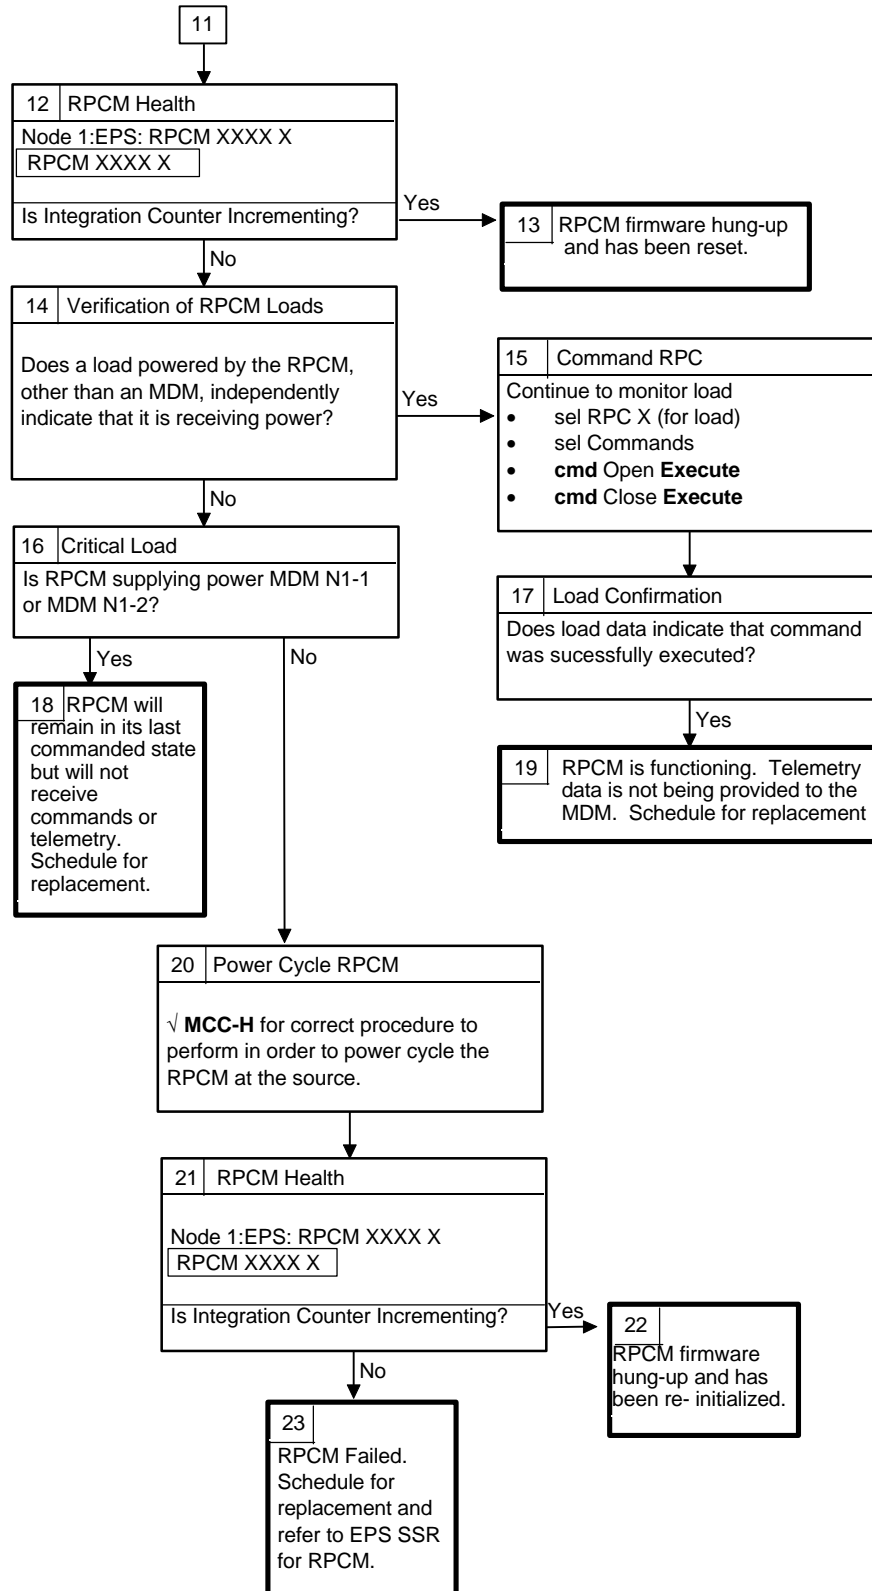 11
12 RPCM Health
Node 1:EPS: RPCM XXXX X
RPCM XXXX X
Is Integration Counter Incrementing?
Yes
13 RPCM firmware hung-up
and has been reset.
No
14 Verification of RPCM Loads
Does a load powered by the RPCM,
other than an MDM, independently
indicate that it is receiving power?
Yes
15 Command RPC
Continue to monitor load
• sel RPC X (for load)
• sel Commands
• cmd Open Execute
• cmd Close Execute
No
16 Critical Load
Is RPCM supplying power MDM N1-1
or MDM N1-2?
17 Load Confirmation
Does load data indicate that command
was sucessfully executed?
Yes
No
Yes
18 RPCM will
remain in its last
commanded state
but will not
receive
commands or
telemetry.
Schedule for
replacement.
19 RPCM is functioning. Telemetry
data is not being provided to the
MDM. Schedule for replacement
20 Power Cycle RPCM
√ MCC-H for correct procedure to
perform in order to power cycle the
RPCM at the source.
21 RPCM Health
Node 1:EPS: RPCM XXXX X
RPCM XXXX X
Is Integration Counter Incrementing?
Yes
22
RPCM firmware
hung-up and has
been re- initialized.
No
23
RPCM Failed.
Schedule for
replacement and
refer to EPS SSR
for RPCM.